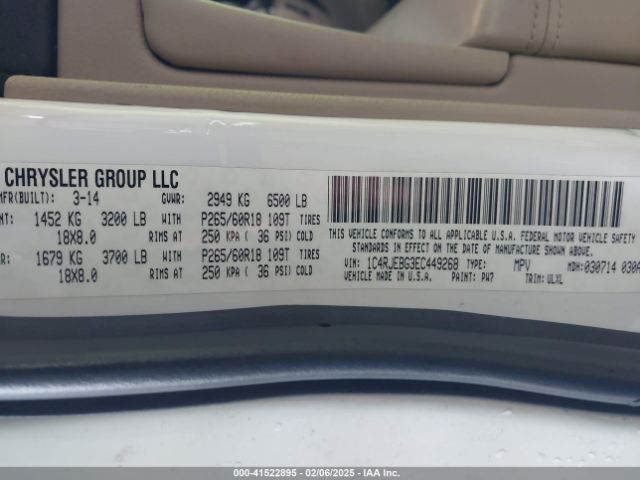 CHRYSLER GROUP LLC
MFR(BUILT): 3-14 GVWR: 2949 KG 6500 LB
NT: 1452 KG 3200 LB WITH P265/60R18 109T TIRES
18X8.0 RIMS AT 250 KPA ( 36 PSI) COLD
R: 1679 KG 3700 LB WITH P265/60R18 109T TIRES
18X8.0 RIMS AT 250 KPA ( 36 PSI) COLD
THIS VEHICLE CONFORMS TO ALL APPLICABLE U.S.A. FEDERAL MOTOR VEHICLE SAFETY
STANDARDS IN EFFECT ON THE DATE OF MANUFACTURE SHOWN ABOVE.
VIN: 1C4RJEBG3EC449268 TYPE: MPV MDH:030714 0309
VEHICLE MADE IN U.S.A. PAINT: PW7 TRIM: ULXL
000-41522895 - 02/06/2025 - IAA Inc.